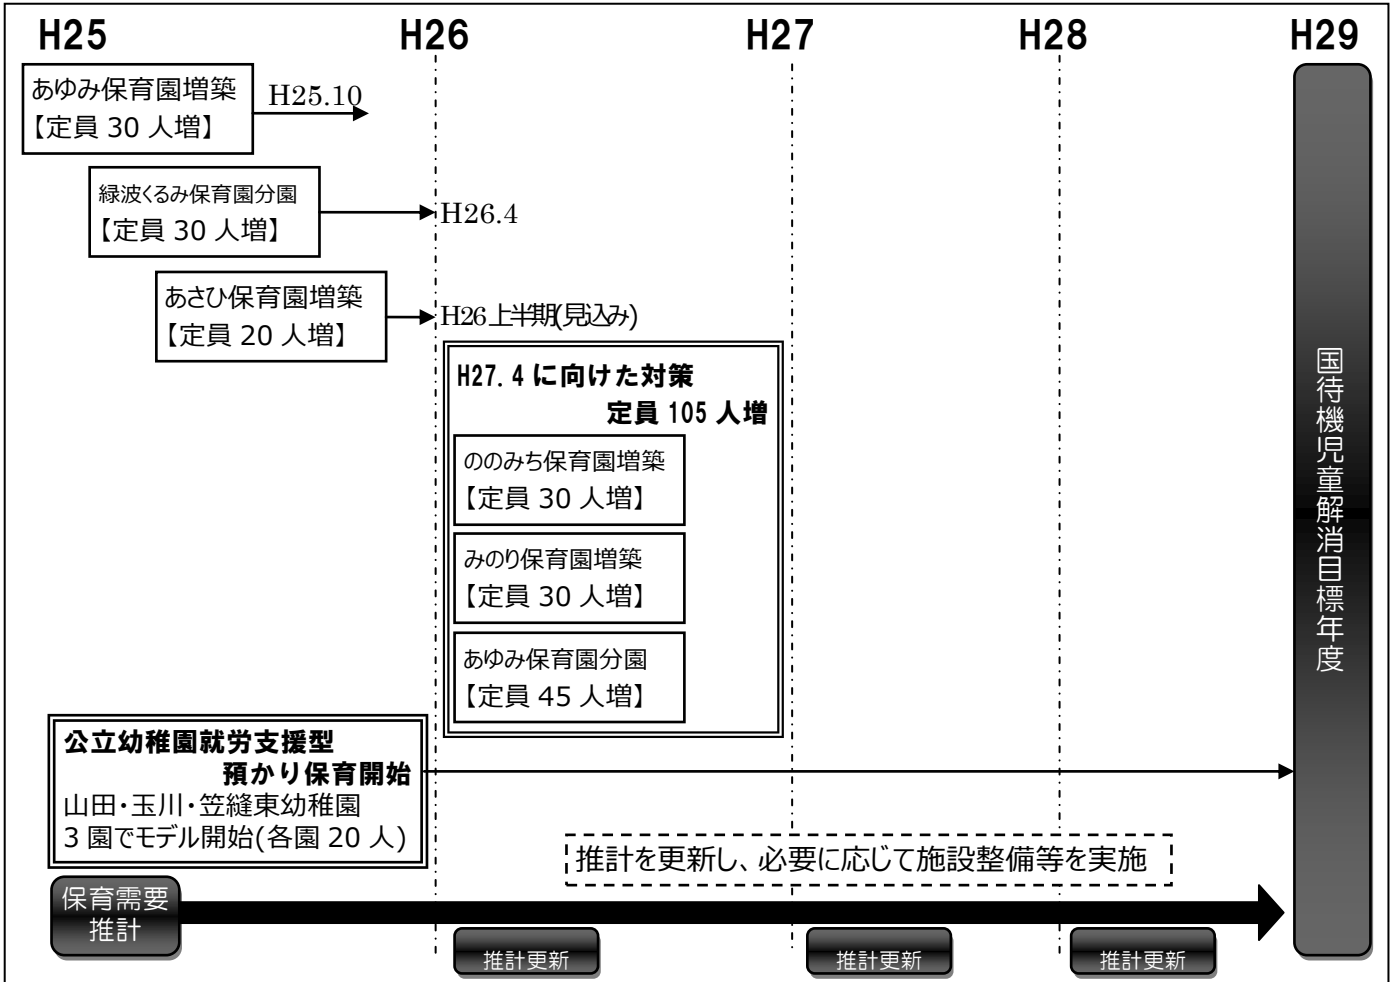 H25
H26
H27
H28
H29
あゆみ保育園増築
【定員 30 人増】
H25.10
緑波くるみ保育園分園
【定員 30 人増】
H26.4
あさひ保育園増築
【定員 20 人増】
H26上半期(見込み)
H27.4に向けた対策
定員 105 人増
ののみち保育園増築
【定員 30 人増】
みのり保育園増築
【定員 30 人増】
あゆみ保育園分園
【定員 45 人増】
公立幼稚園就労支援型
預かり保育開始
山田・玉川・笠縫東幼稚園
3 園でモデル開始(各園 20 人)
推計を更新し、必要に応じて施設整備等を実施
保育需要
推計
推計更新
推計更新
推計更新
国待機児童解消目標年度